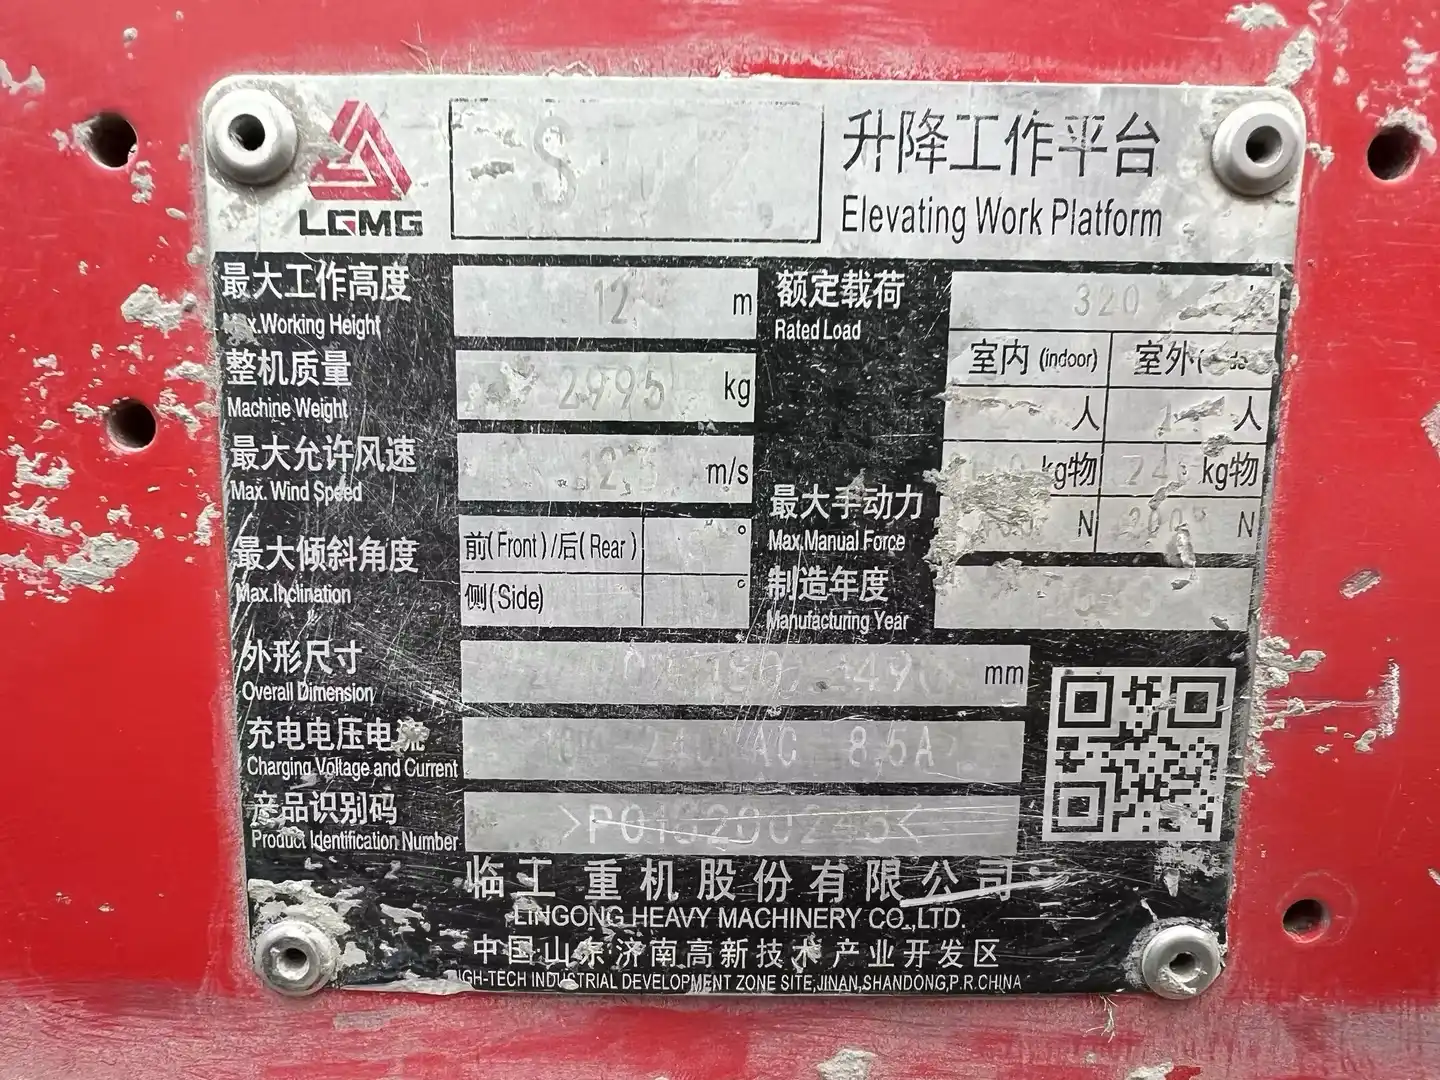 LGMG
升降工作平台
Elevating Work Platform
最大工作高度 12 m
Max.Working Height
额定载荷 320
Rated Load
整机质量 2995 kg
Machine Weight
室内(indoor) 室外
人 人
最大允许风速 12.5 m/s
Max. Wind Speed
kg物 kg物
最大手动力 N 200 N
Max.Manual Force
最大倾斜角度
Max.Inclination
前(Front)/后(Rear) °
侧(Side) °
制造年度
Manufacturing Year
外形尺寸 mm
Overall Dimension
充电电压电流 AC 8.5A
Charging Voltage and Current
产品识别码
Product Identification Number
临工重机股份有限公司
LINGONG HEAVY MACHINERY CO.,LTD.
中国山东济南高新技术产业开发区
HIGH-TECH INDUSTRIAL DEVELOPMENT ZONE SITE,JINAN,SHANDONG,P.R.CHINA